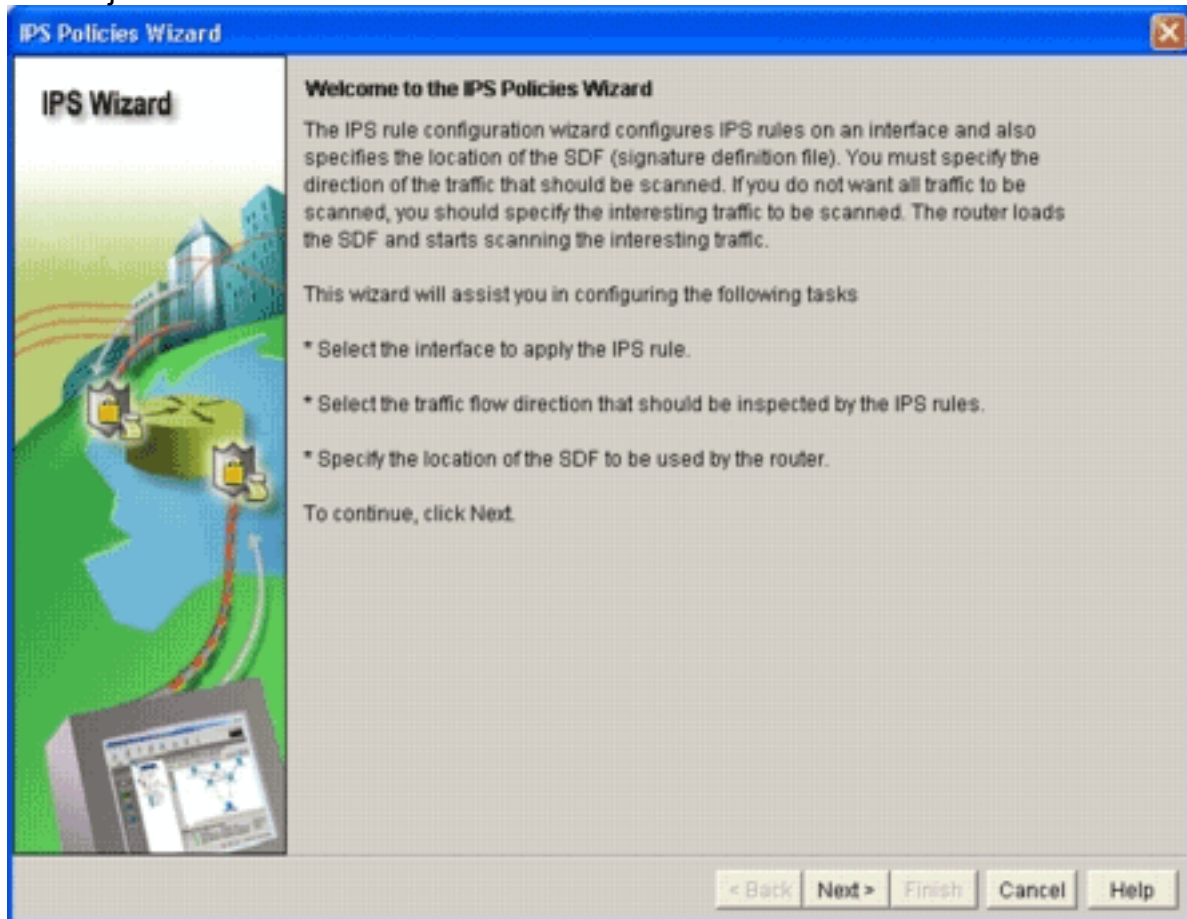 IPS Policies Wizard
IPS Wizard
Welcome to the IPS Policies Wizard
The IPS rule configuration wizard configures IPS rules on an interface and also
specifies the location of the SDF (signature definition file). You must specify the
direction of the traffic that should be scanned. If you do not want all traffic to be
scanned, you should specify the interesting traffic to be scanned. The router loads
the SDF and starts scanning the interesting traffic.
This wizard will assist you in configuring the following tasks
* Select the interface to apply the IPS rule.
* Select the traffic flow direction that should be inspected by the IPS rules.
* Specify the location of the SDF to be used by the router.
To continue, click Next.
< Back Next > Finish Cancel Help